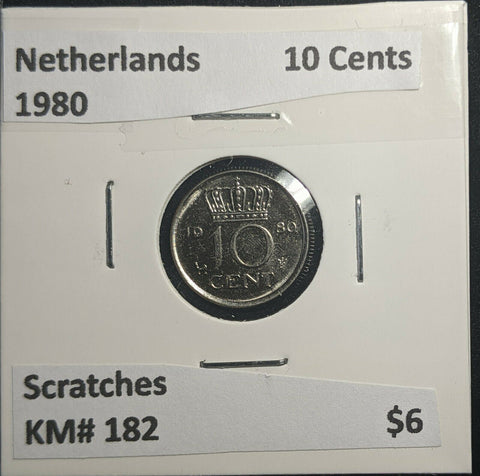 Netherlands 10 Cents
1980
19 80
10
CENT
Scratches
KM# 182 $6